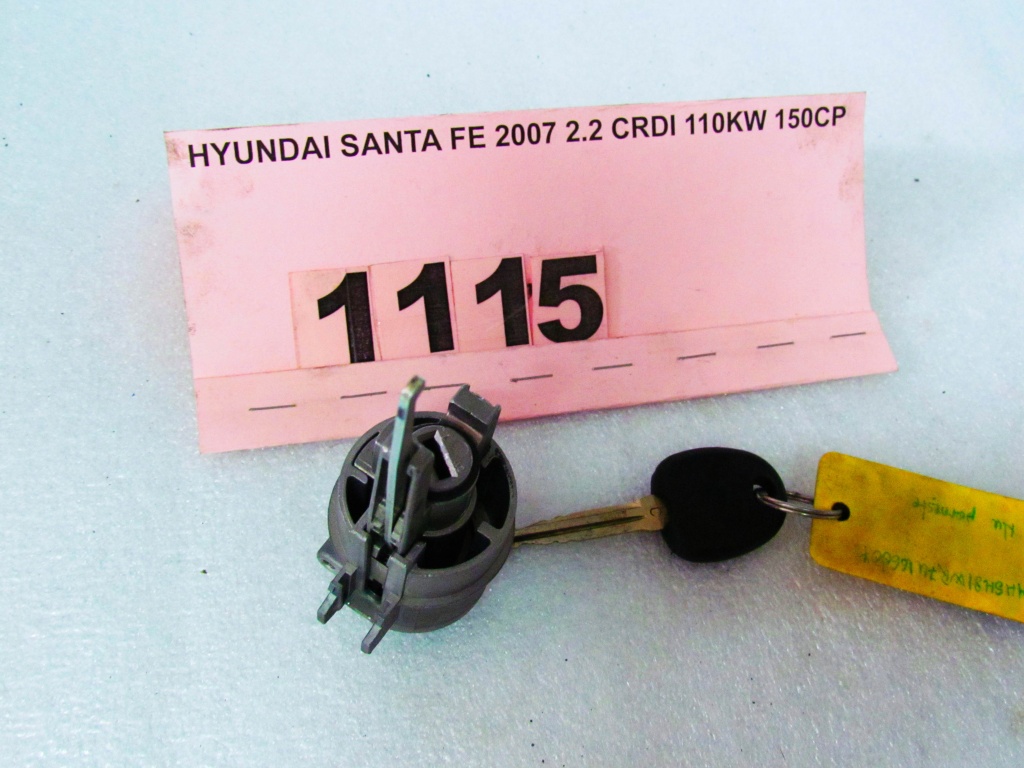 HYUNDAI SANTA FE 2007 2.2 CRDI 110KW 150CP
1115